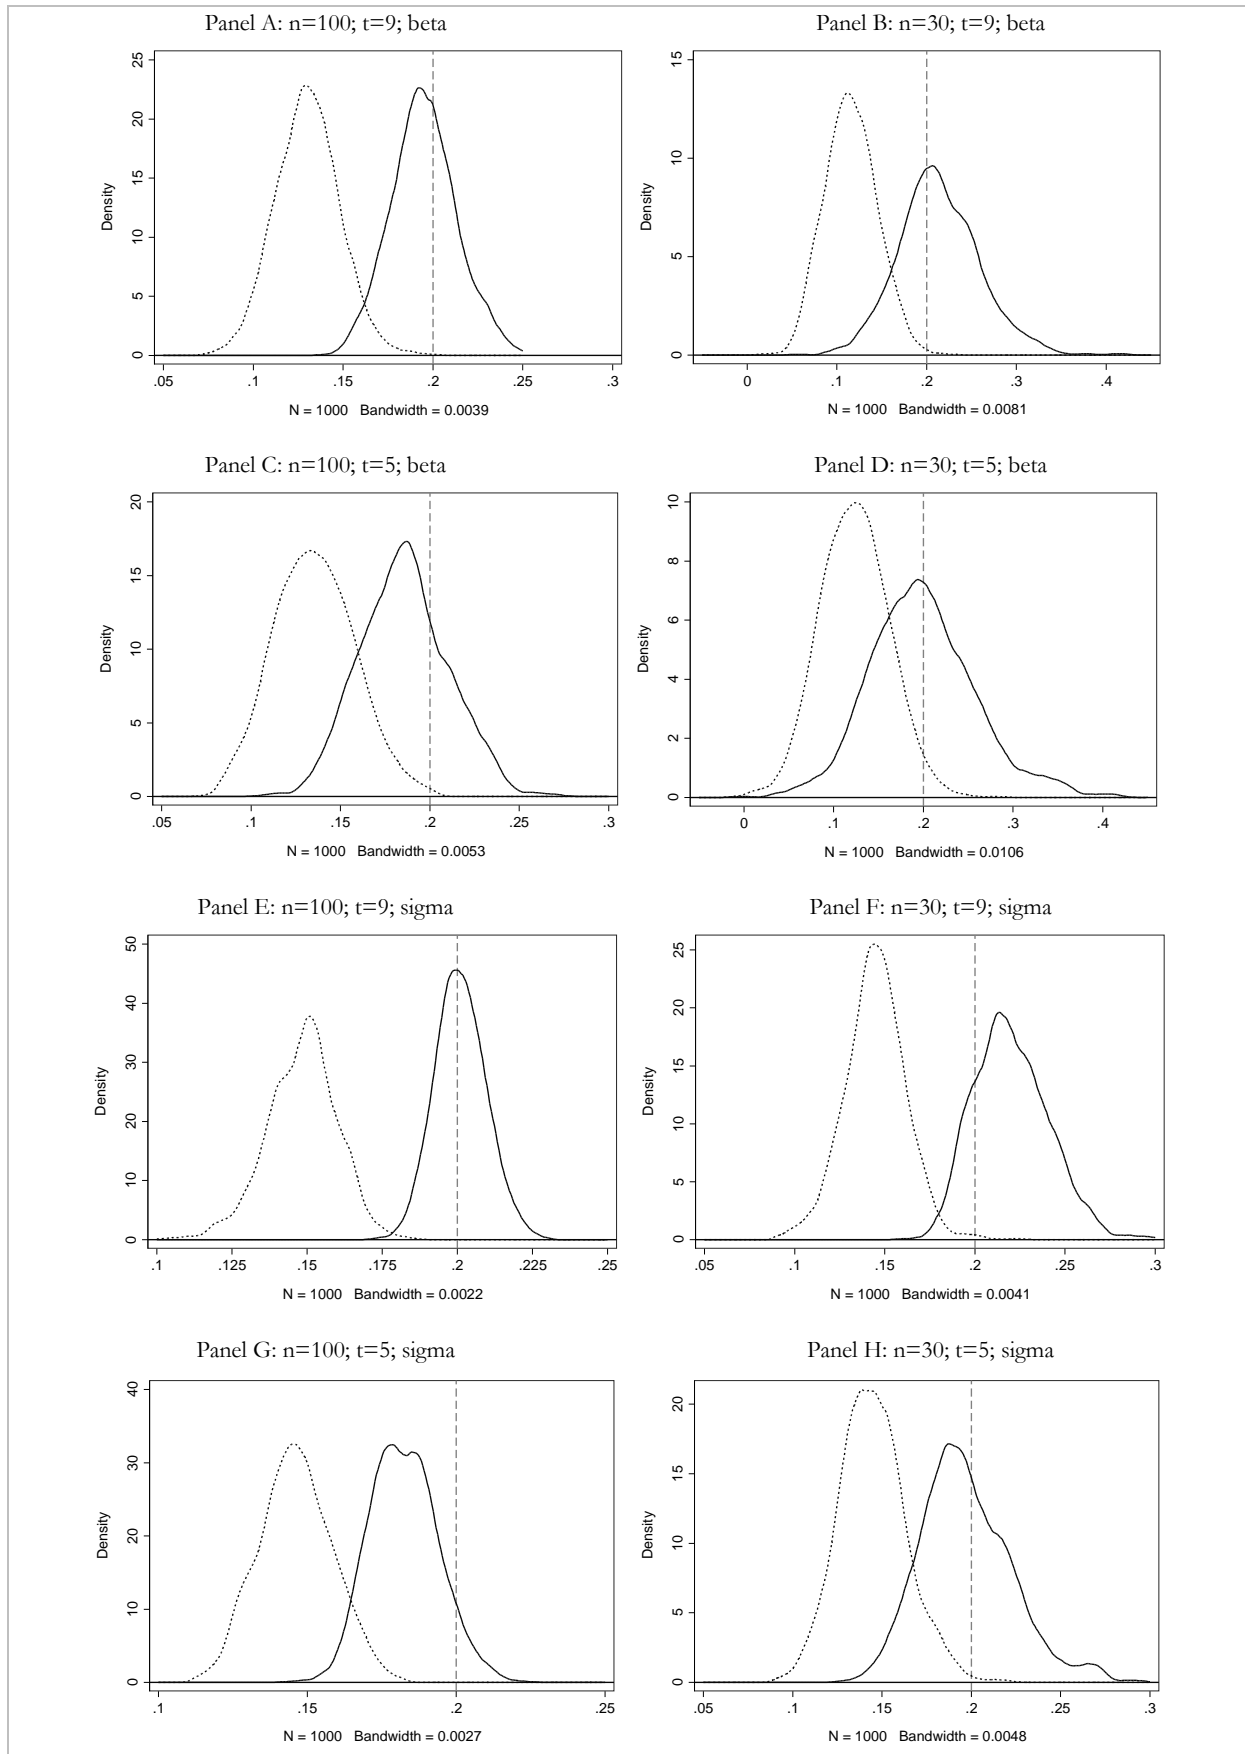 Panel A: n=100; t=9; beta
25
20
15
10
5
0
Density
.05 .1 .15 .2 .25 .3
N = 1000 Bandwidth = 0.0039
Panel B: n=30; t=9; beta
15
10
5
0
Density
0 .1 .2 .3 .4
N = 1000 Bandwidth = 0.0081
Panel C: n=100; t=5; beta
20
15
10
5
0
Density
.05 .1 .15 .2 .25 .3
N = 1000 Bandwidth = 0.0053
Panel D: n=30; t=5; beta
10
8
6
4
2
0
Density
0 .1 .2 .3 .4
N = 1000 Bandwidth = 0.0106
Panel E: n=100; t=9; sigma
50
40
30
20
10
0
Density
.1 .125 .15 .175 .2 .225 .25
N = 1000 Bandwidth = 0.0022
Panel F: n=30; t=9; sigma
25
20
15
10
5
0
Density
.05 .1 .15 .2 .25 .3
N = 1000 Bandwidth = 0.0041
Panel G: n=100; t=5; sigma
40
30
20
10
0
Density
.1 .15 .2 .25
N = 1000 Bandwidth = 0.0027
Panel H: n=30; t=5; sigma
20
15
10
5
0
Density
.05 .1 .15 .2 .25 .3
N = 1000 Bandwidth = 0.0048